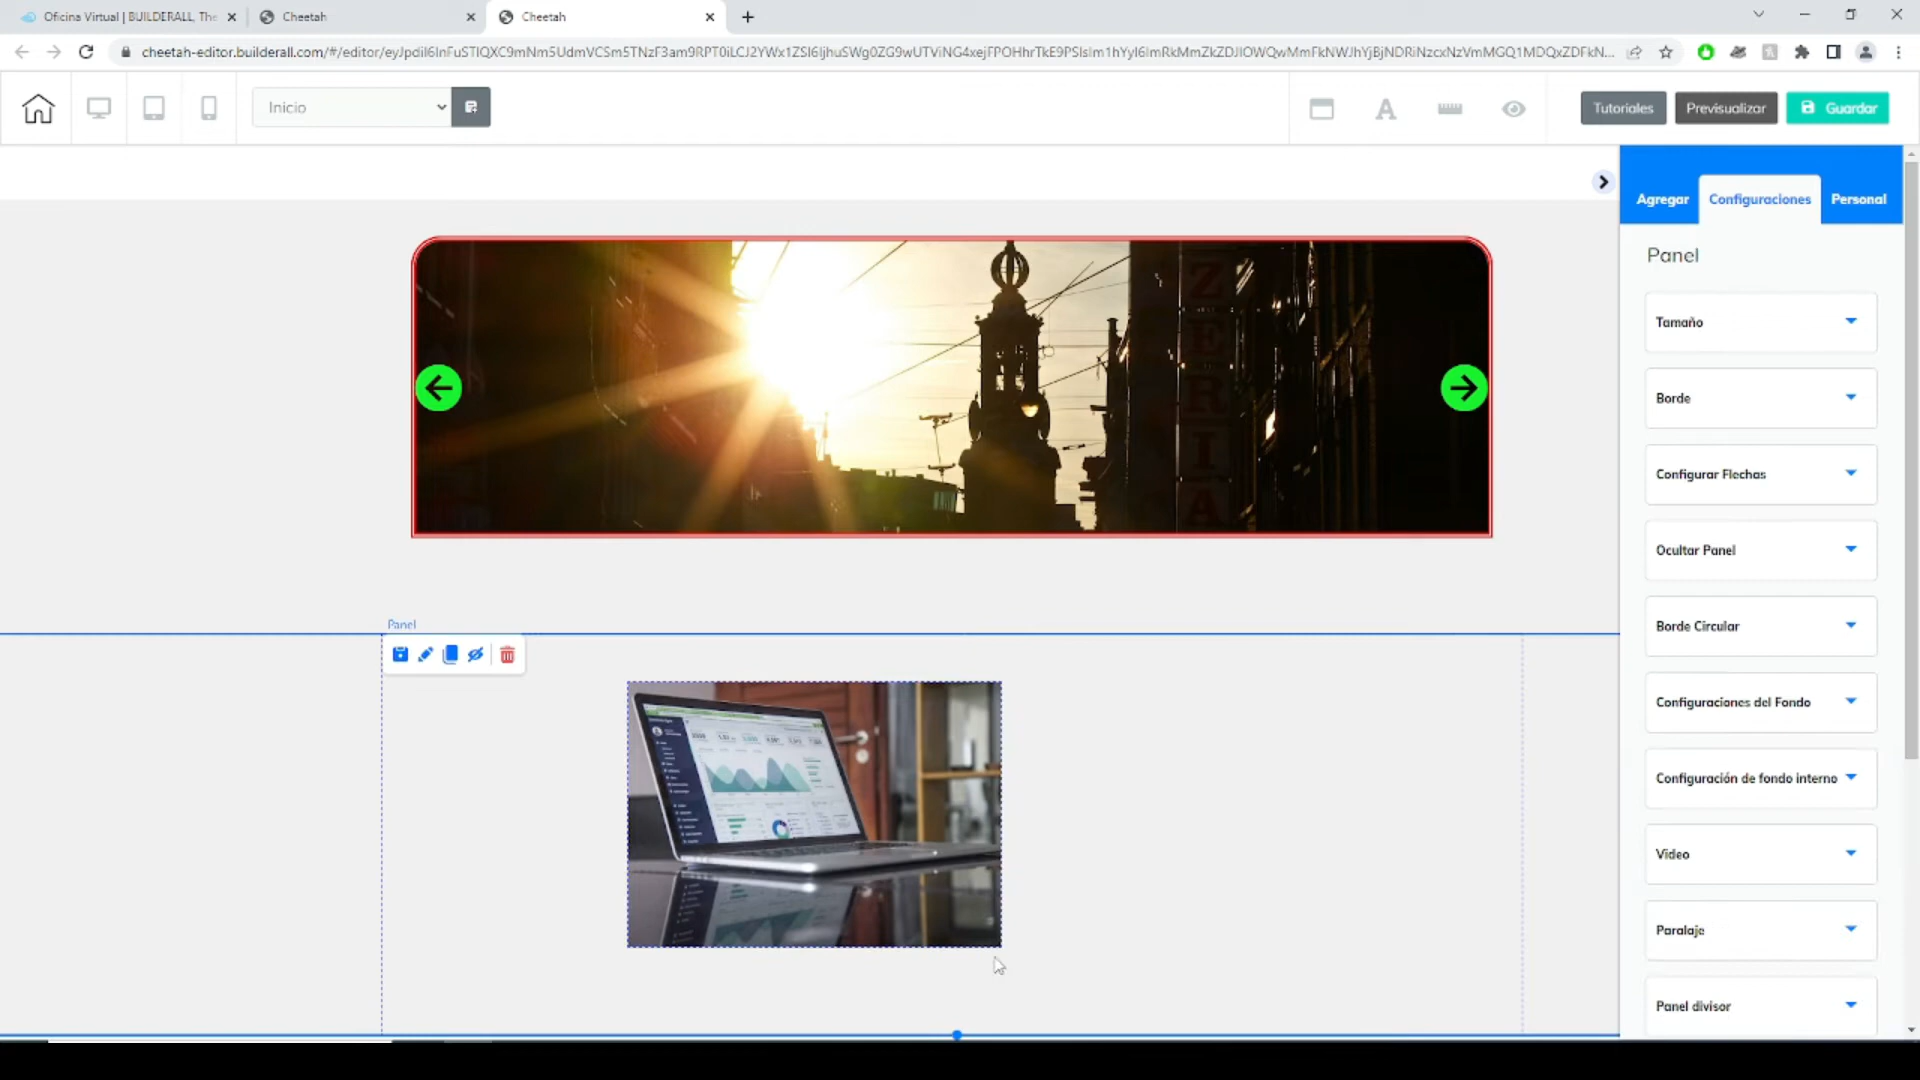 Oficina Virtual | BUILDERALL, The
Cheetah
Cheetah
Inicio
Tutoriales
Previsualizar
Guardar
Agregar
Configuraciones
Personal
Panel
Tamaño
Borde
Configurar Flechas
Ocultar Panel
Borde Circular
Configuraciones del Fondo
Configuración de fondo interno
Video
Paralaje
Panel divisor
Panel